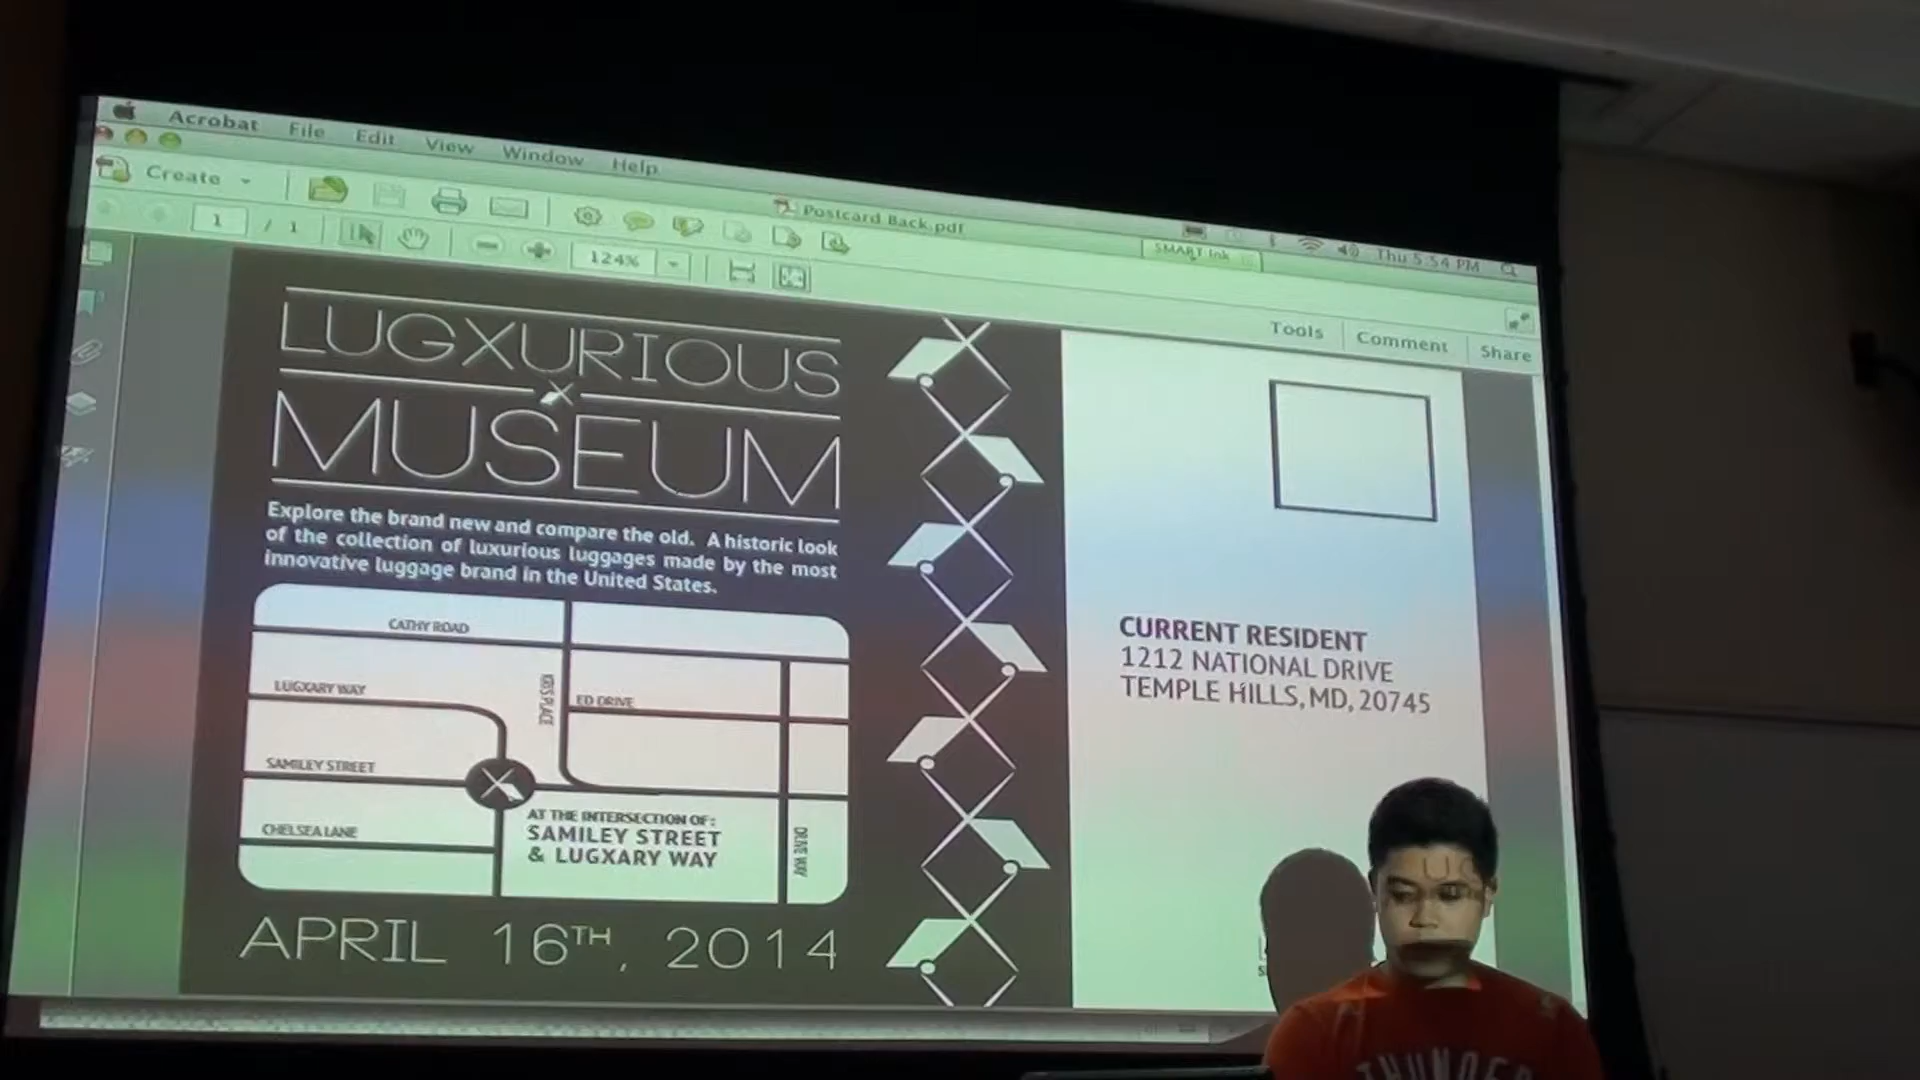 Acrobat File Edit View Window Help
Thu 5:54 PM
Postcard Back.pdf
SMART Ink
Create
1 / 1
124%
Tools Comment Share
LUGXURIOUS
MUSEUM
Explore the brand new and compare the old. A historic look
of the collection of luxurious luggages made by the most
innovative luggage brand in the United States.
CATHY ROAD
LUGXARY WAY
KRIS PLACE
ED DRIVE
SAMILEY STREET
AT THE INTERSECTION OF:
SAMILEY STREET
& LUGXARY WAY
CHELSEA LANE
APRIL 16TH, 2014
CURRENT RESIDENT
1212 NATIONAL DRIVE
TEMPLE HILLS, MD, 20745
THUNDER